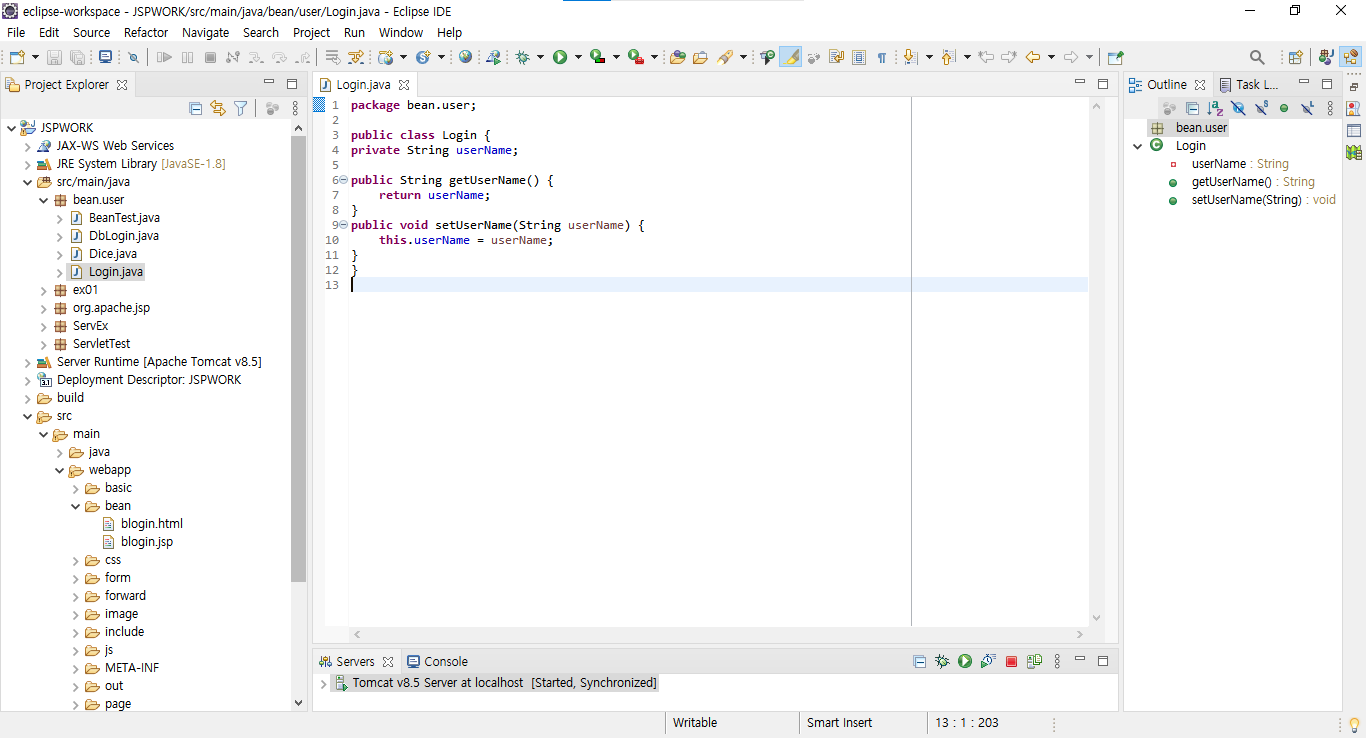 eclipse-workspace - JSPWORK/src/main/java/bean/user/Login.java - Eclipse IDE
File Edit Source Refactor Navigate Search Project Run Window Help
Project Explorer
JSPWORK
JAX-WS Web Services
JRE System Library [JavaSE-1.8]
src/main/java
bean.user
BeanTest.java
DbLogin.java
Dice.java
Login.java
ex01
org.apache.jsp
ServEx
ServletTest
Server Runtime [Apache Tomcat v8.5]
Deployment Descriptor: JSPWORK
build
src
main
java
webapp
basic
bean
blogin.html
blogin.jsp
css
form
forward
image
include
js
META-INF
out
page
Login.java
1 package bean.user;
2
3 public class Login {
4 private String userName;
5
6 public String getUserName() {
7 return userName;
8 }
9 public void setUserName(String userName) {
10 this.userName = userName;
11 }
12 }
13
Servers Console
Tomcat v8.5 Server at localhost [Started, Synchronized]
Outline Task L...
bean.user
Login
userName : String
getUserName() : String
setUserName(String) : void
Writable Smart Insert 13 : 1 : 203